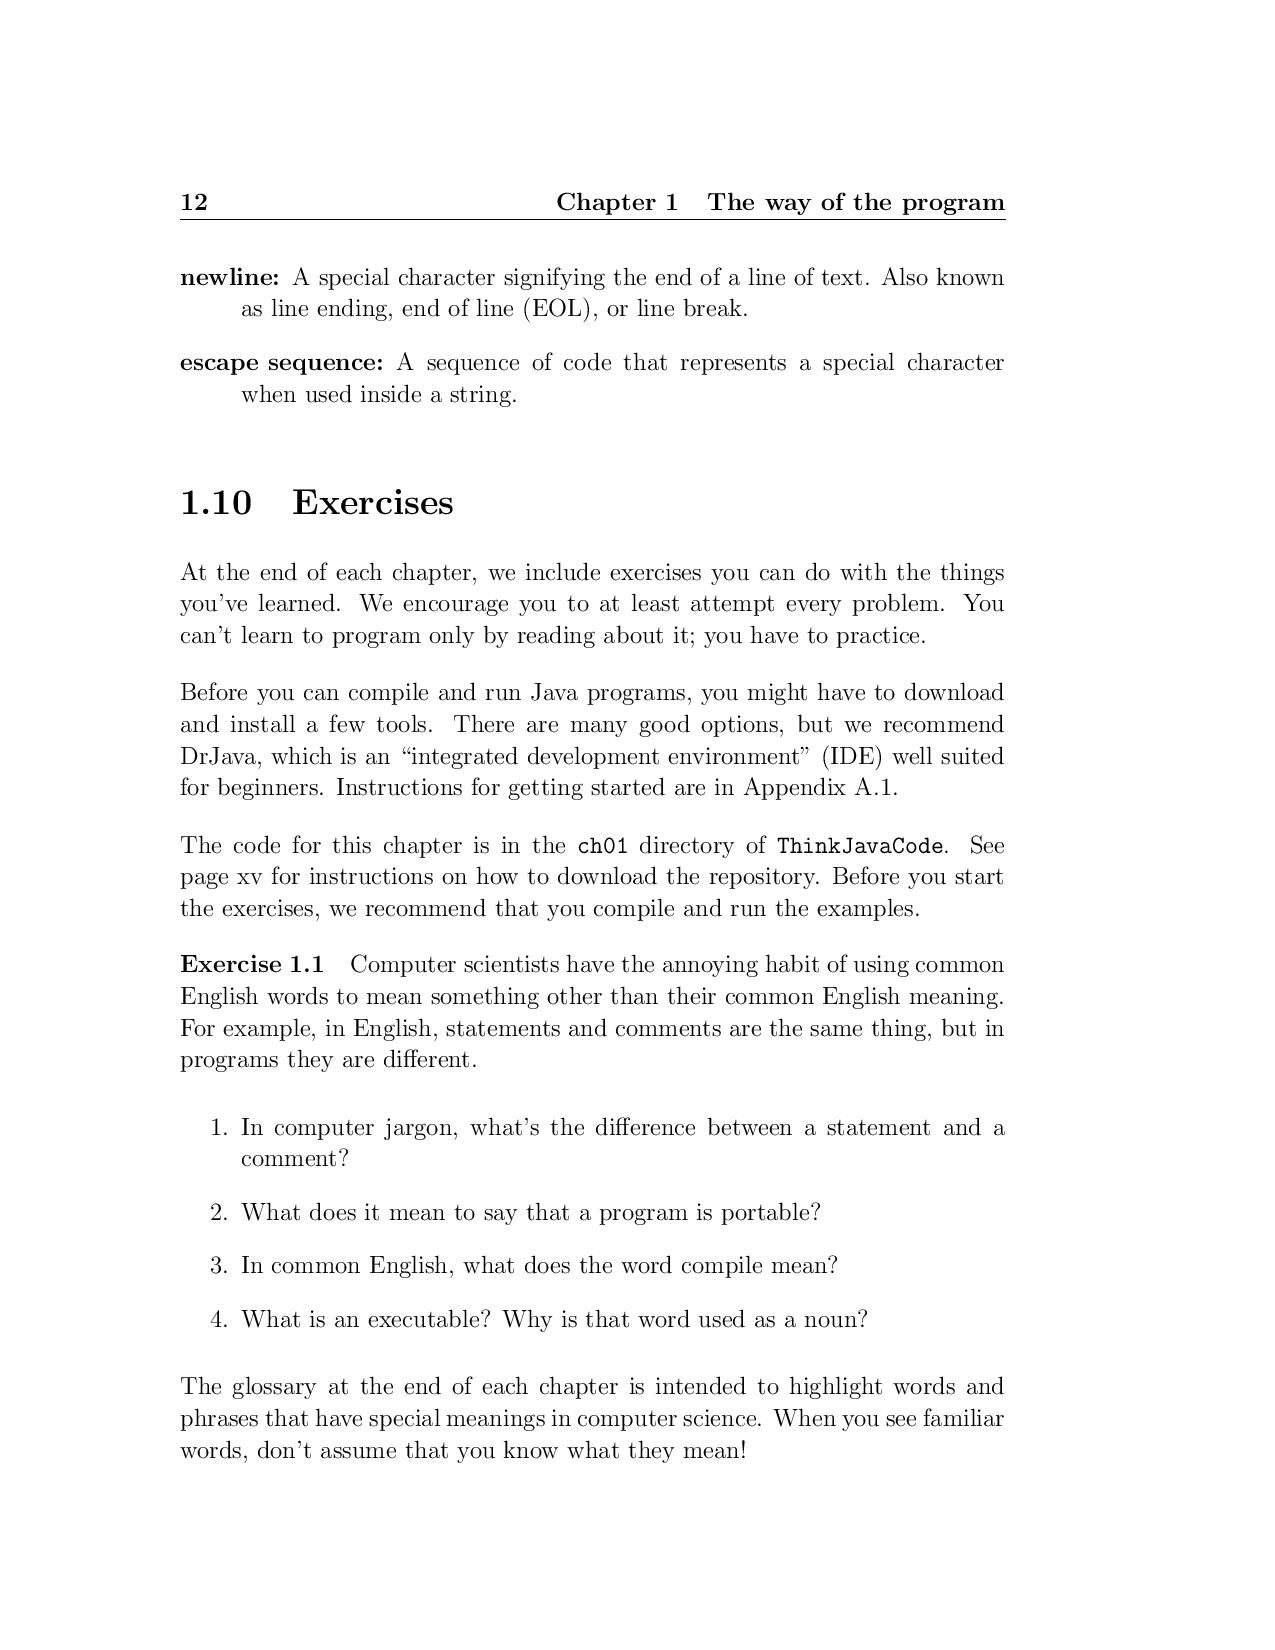 12 Chapter 1 The way of the program
newline: A special character signifying the end of a line of text. Also known
as line ending, end of line (EOL), or line break.
escape sequence: A sequence of code that represents a special character
when used inside a string.
1.10 Exercises
At the end of each chapter, we include exercises you can do with the things
you’ve learned. We encourage you to at least attempt every problem. You
can’t learn to program only by reading about it; you have to practice.
Before you can compile and run Java programs, you might have to download
and install a few tools. There are many good options, but we recommend
DrJava, which is an “integrated development environment” (IDE) well suited
for beginners. Instructions for getting started are in Appendix A.1.
The code for this chapter is in the ch01 directory of ThinkJavaCode. See
page xv for instructions on how to download the repository. Before you start
the exercises, we recommend that you compile and run the examples.
Exercise 1.1 Computer scientists have the annoying habit of using common
English words to mean something other than their common English meaning.
For example, in English, statements and comments are the same thing, but in
programs they are different.
1. In computer jargon, what’s the difference between a statement and a
comment?
2. What does it mean to say that a program is portable?
3. In common English, what does the word compile mean?
4. What is an executable? Why is that word used as a noun?
The glossary at the end of each chapter is intended to highlight words and
phrases that have special meanings in computer science. When you see familiar
words, don’t assume that you know what they mean!